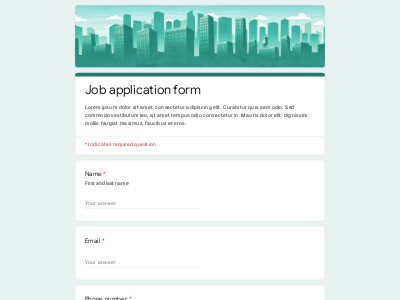 Job application form
Lorem ipsum dolor sit amet, consectetur adipiscing elit. Curabitur quis sem odio. Sed
commodo vestibulum leo, sit amet tempus odio consectetur in. Mauris dolor elit, dignissim
mollis feugiat maximus, faucibus et eros.
* Indicates required question
Name *
First and last name
Your answer
Email *
Your answer
Phone number *